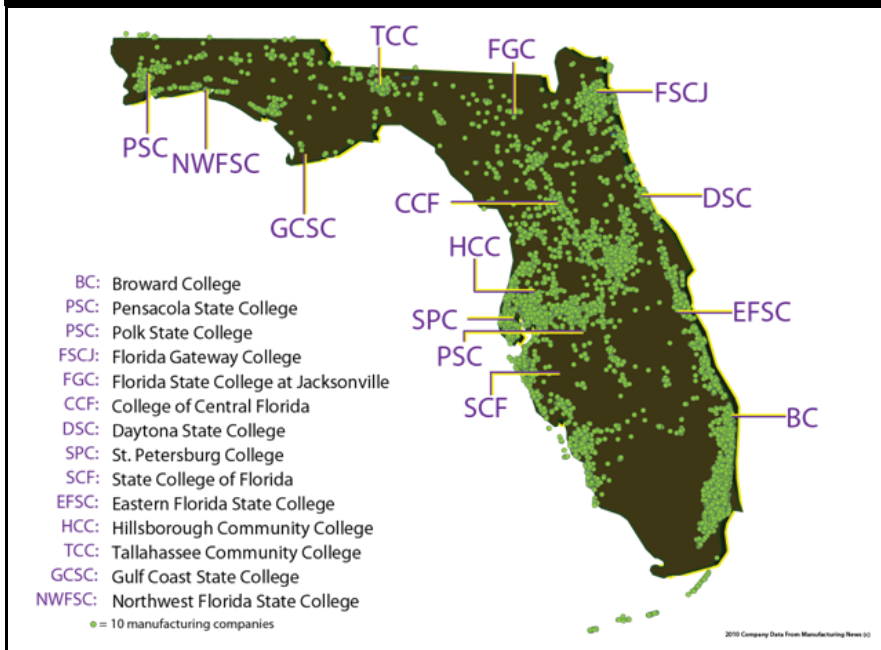 TCC
FGC
FSCJ
PSC
NWFSC
GCSC
CCF
DSC
HCC
SPC
EFSC
PSC
SCF
BC
BC: Broward College
PSC: Pensacola State College
PSC: Polk State College
FSCJ: Florida Gateway College
FGC: Florida State College at Jacksonville
CCF: College of Central Florida
DSC: Daytona State College
SPC: St. Petersburg College
SCF: State College of Florida
EFSC: Eastern Florida State College
HCC: Hillsborough Community College
TCC: Tallahassee Community College
GCSC: Gulf Coast State College
NWFSC: Northwest Florida State College
= 10 manufacturing companies
2010 Company Data From Manufacturing News (c)